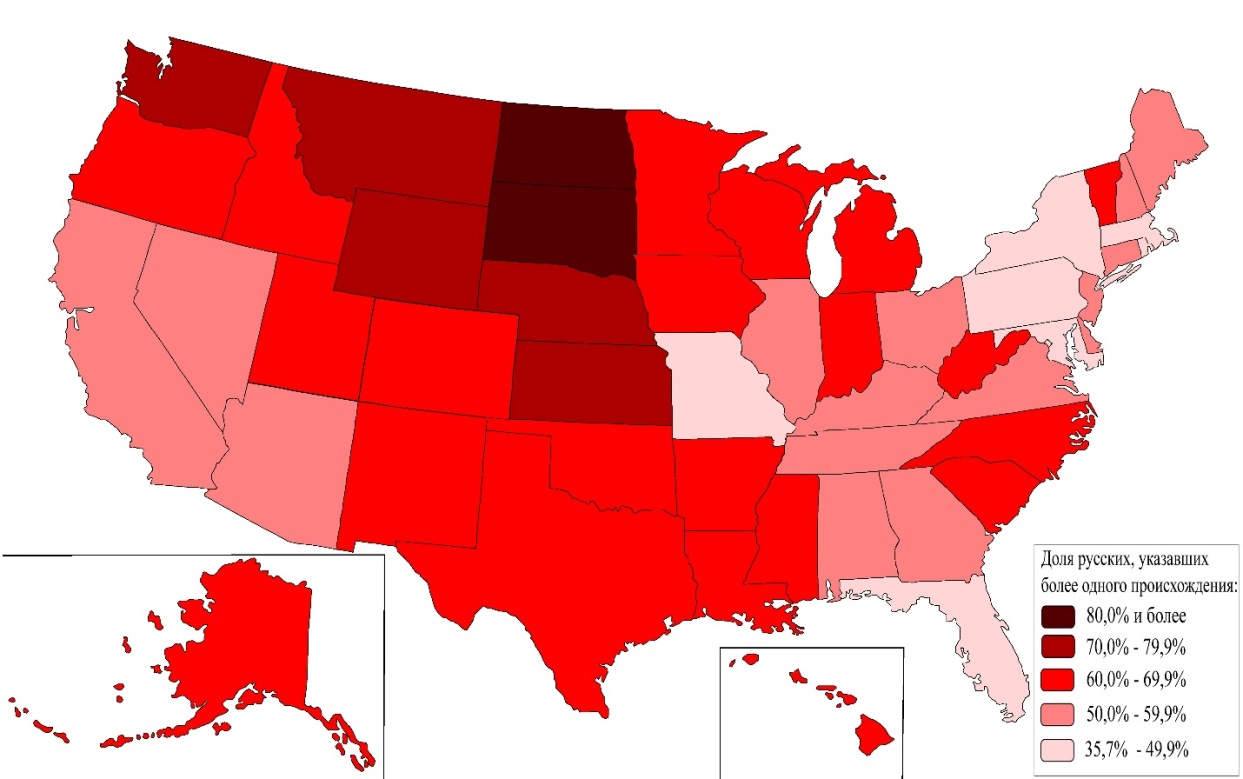 Доля русских, указавших
более одного происхождения:
80,0% и более
70,0% - 79,9%
60,0% - 69,9%
50,0% - 59,9%
35,7% - 49,9%